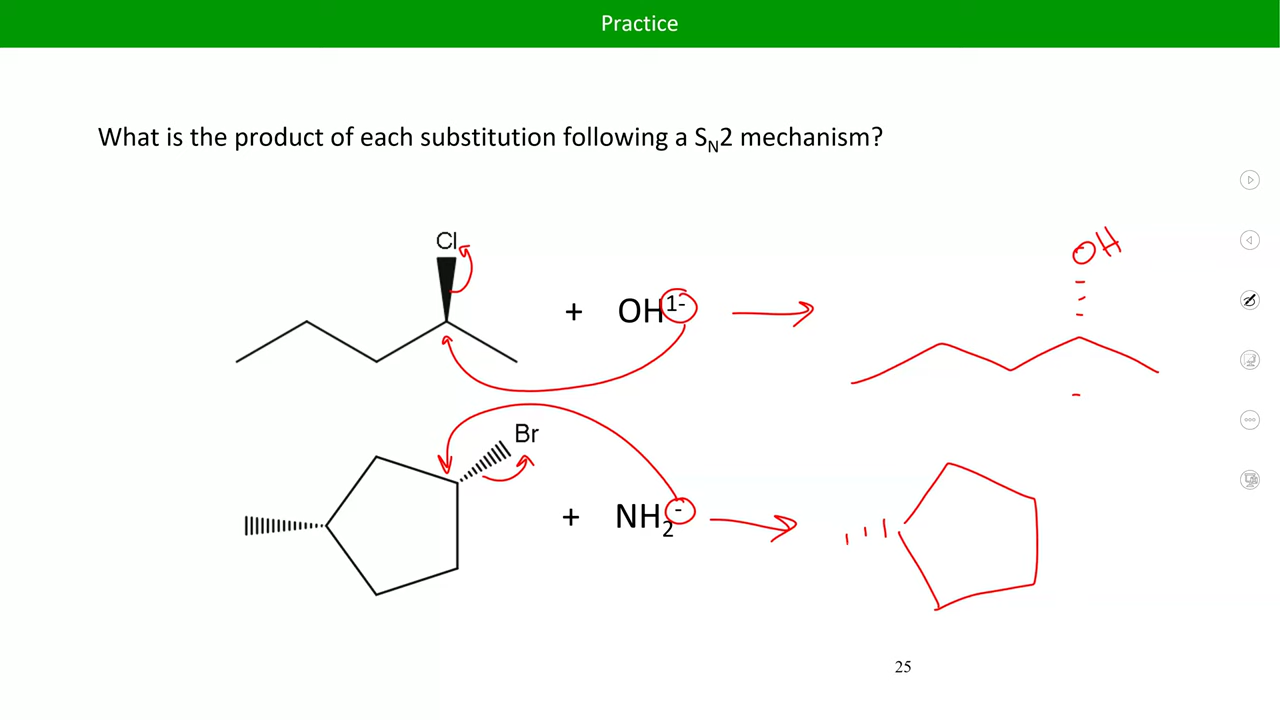 Practice
What is the product of each substitution following a SN2 mechanism?
Cl
+ OH1-
OH
Br
+ NH2-
25